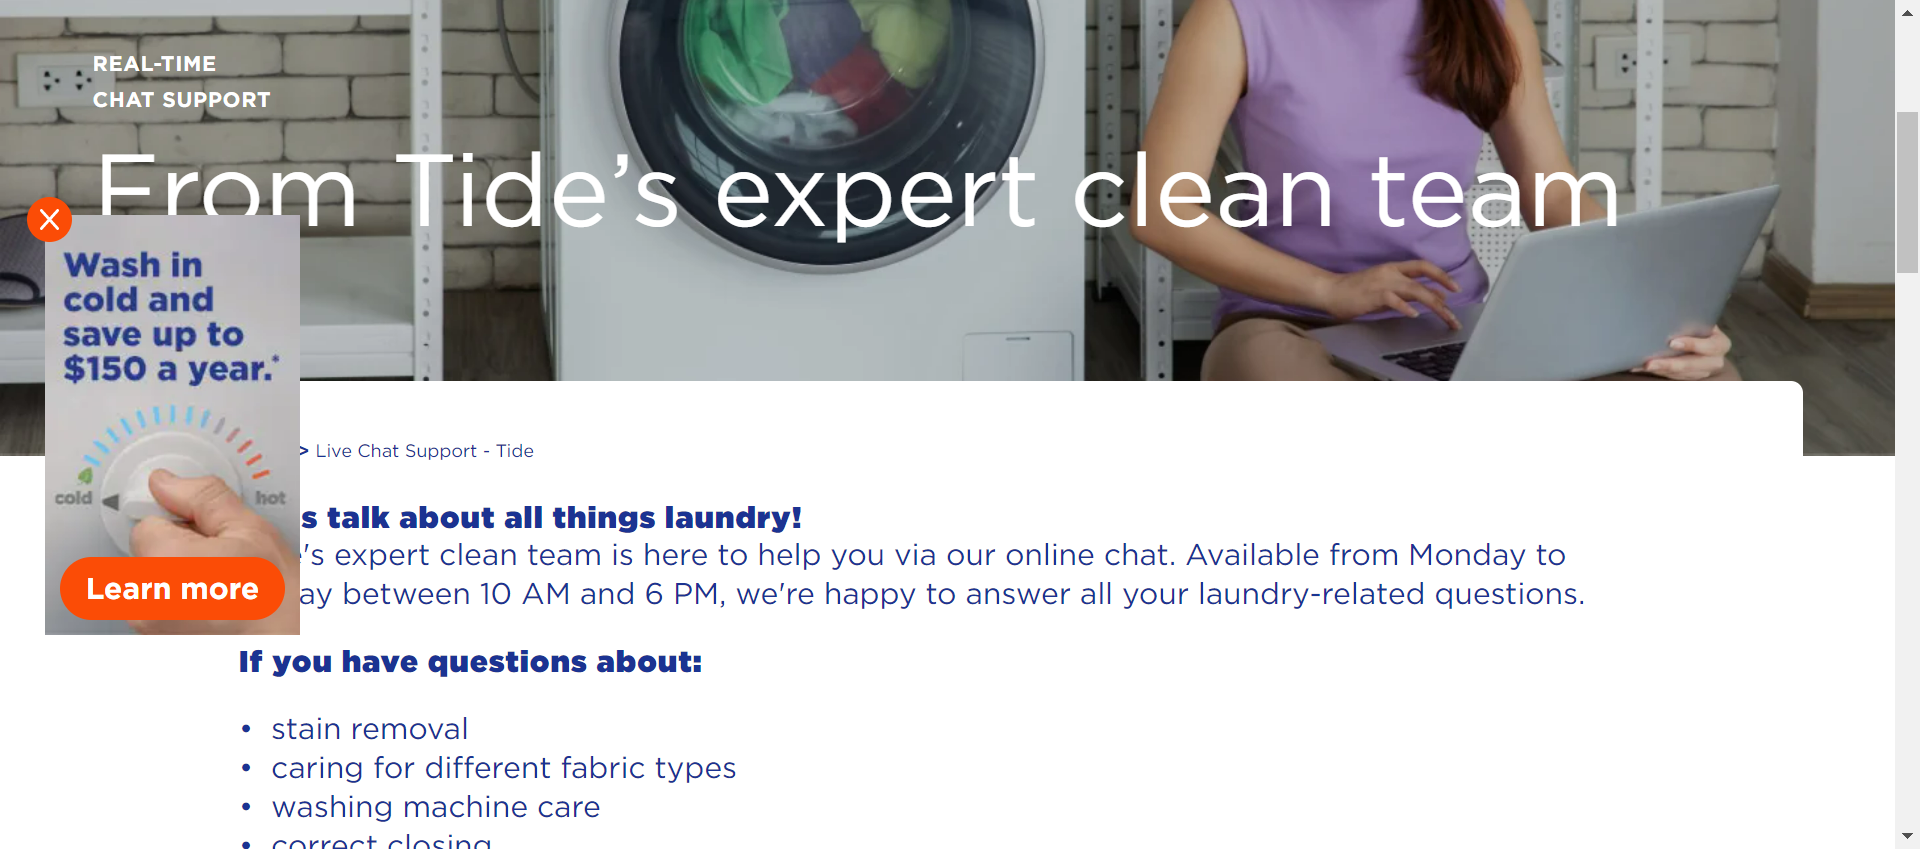 REAL-TIME
CHAT SUPPORT
From Tide's expert clean team
Wash in
cold and
save up to
$150 a year.*
cold
hot
Learn more
> Live Chat Support - Tide
s talk about all things laundry!
's expert clean team is here to help you via our online chat. Available from Monday to
ay between 10 AM and 6 PM, we're happy to answer all your laundry-related questions.
If you have questions about:
• stain removal
• caring for different fabric types
• washing machine care
• correct closing